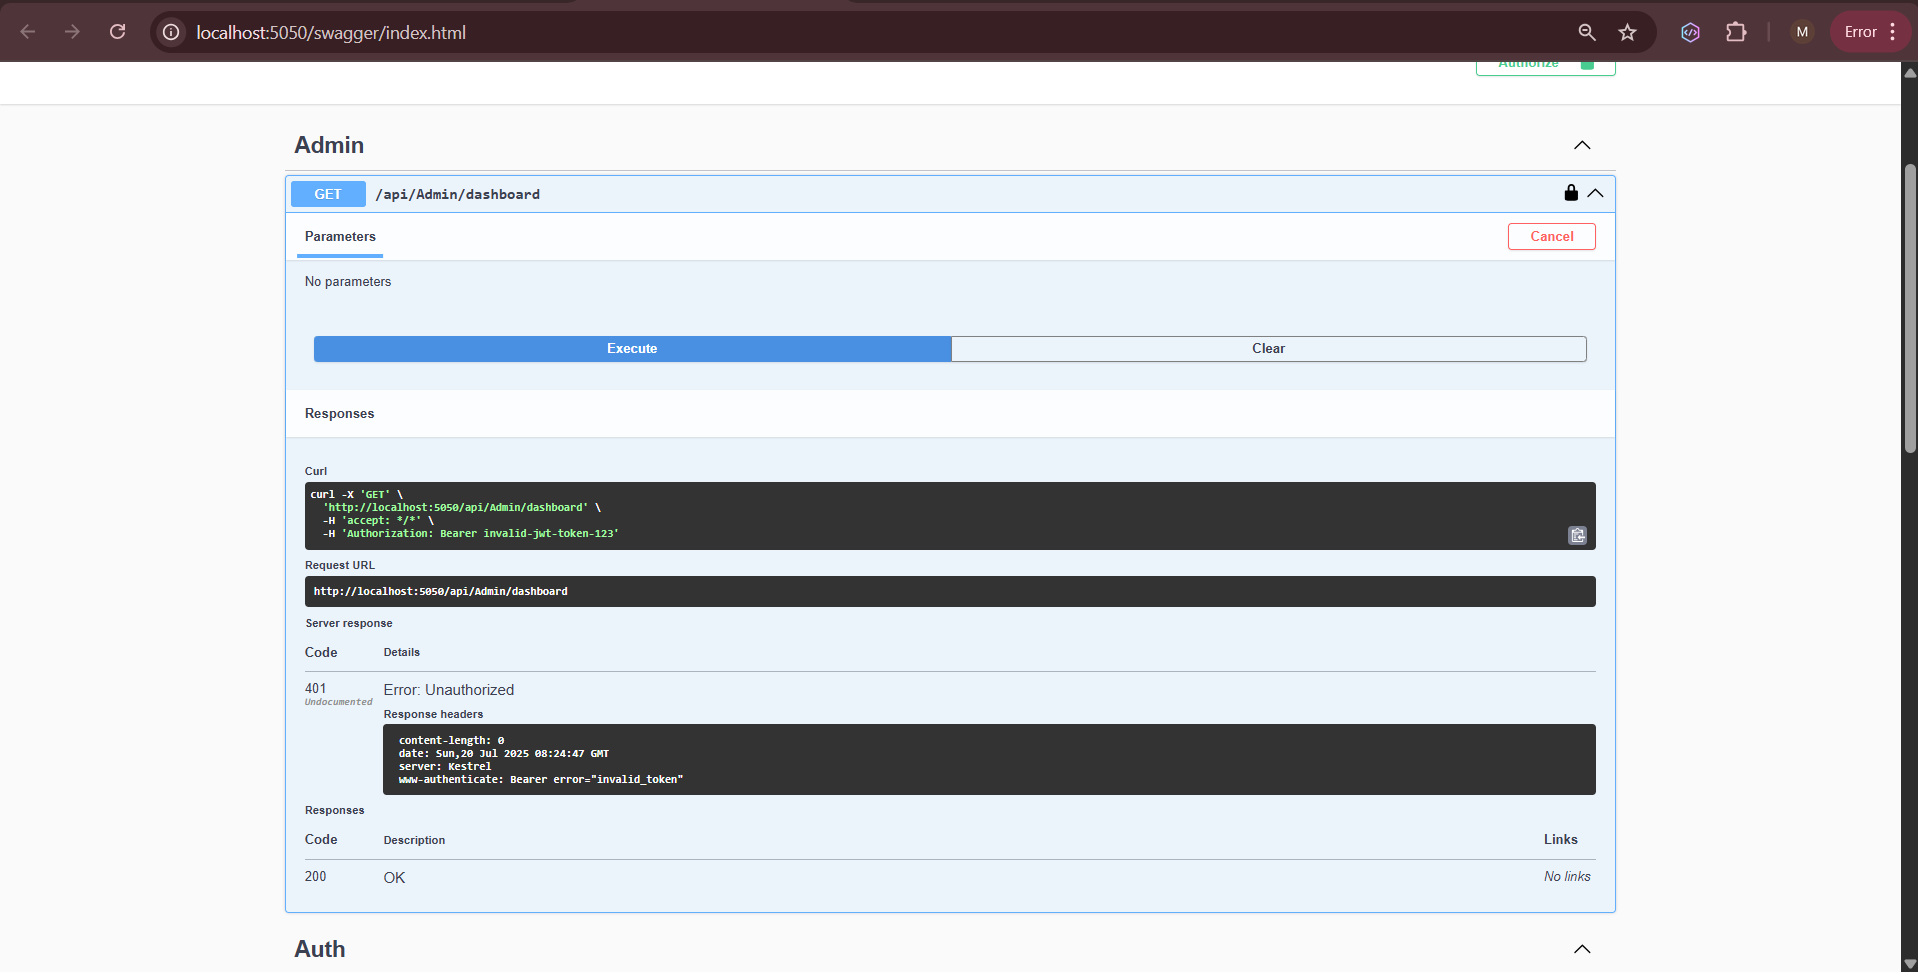 localhost:5050/swagger/index.html
M
Error
Authorize
Admin
GET /api/Admin/dashboard
Parameters
Cancel
No parameters
Execute
Clear
Responses
Curl
curl -X 'GET' \
'http://localhost:5050/api/Admin/dashboard' \
-H 'accept: */*' \
-H 'Authorization: Bearer invalid-jwt-token-123'
Request URL
http://localhost:5050/api/Admin/dashboard
Server response
Code Details
401 Error: Unauthorized
Undocumented
Response headers
content-length: 0
date: Sun,20 Jul 2025 08:24:47 GMT
server: Kestrel
www-authenticate: Bearer error="invalid_token"
Responses
Code Description Links
200 OK No links
Auth